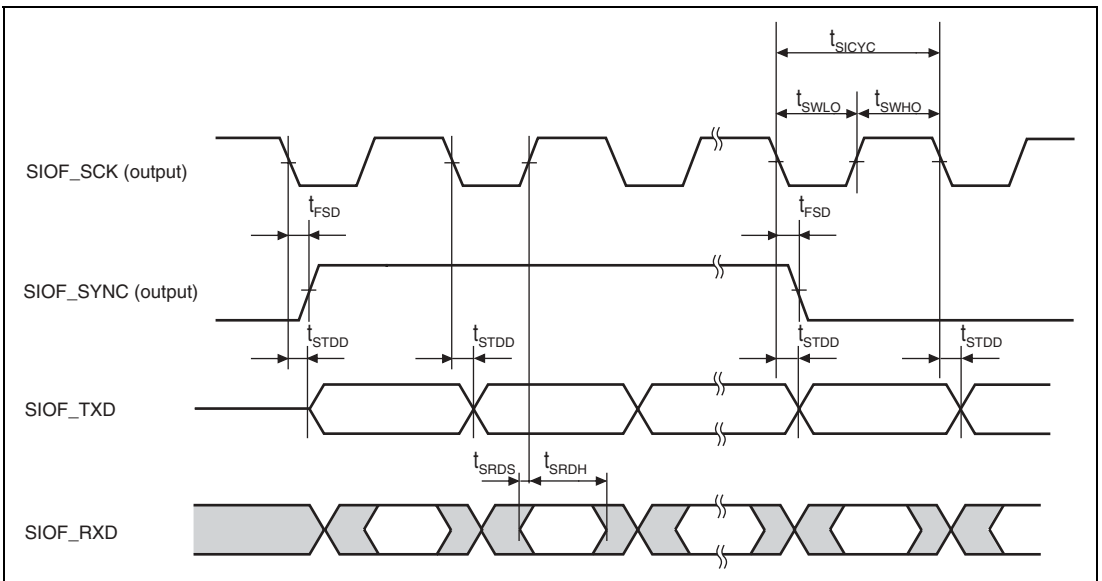 tSICYC
tSWLO tSWHO
SIOF_SCK (output)
tFSD tFSD
SIOF_SYNC (output)
tSTDD tSTDD tSTDD tSTDD
SIOF_TXD
tSRDS tSRDH
SIOF_RXD